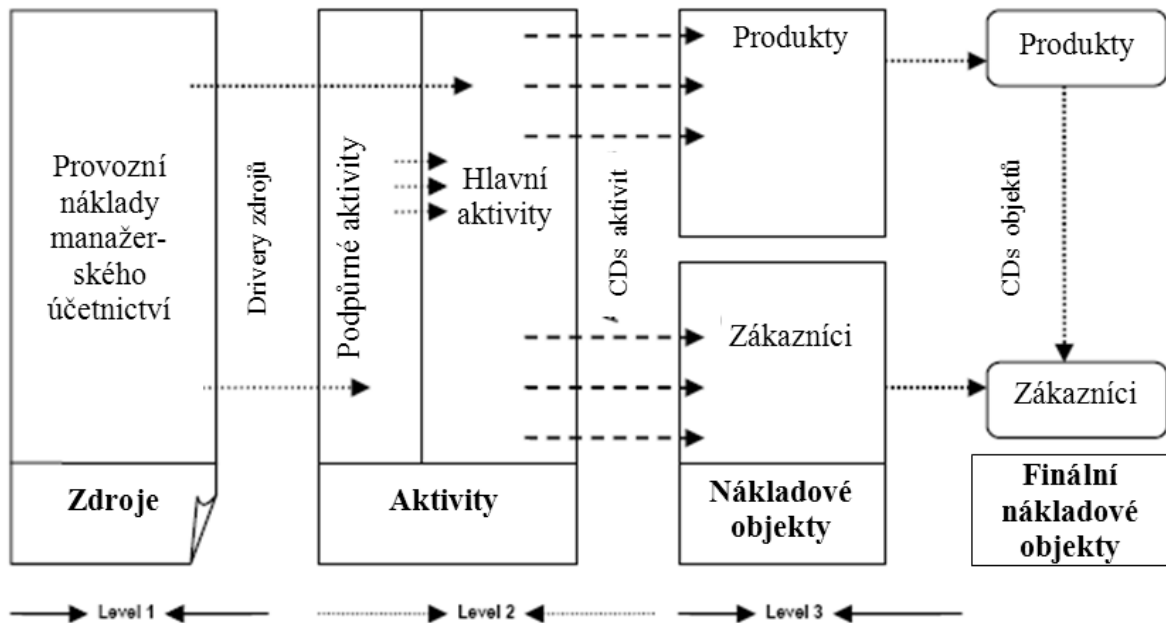 Provozní
náklady
manažer-
ského
účetnictví
Zdroje
Drivery zdrojů
Podpůrné aktivity
Hlavní
aktivity
Aktivity
CDs aktivit
Produkty
Zákazníci
Nákladové
objekty
CDs objektů
Produkty
Zákazníci
Finální
nákladové
objekty
Level 1
Level 2
Level 3